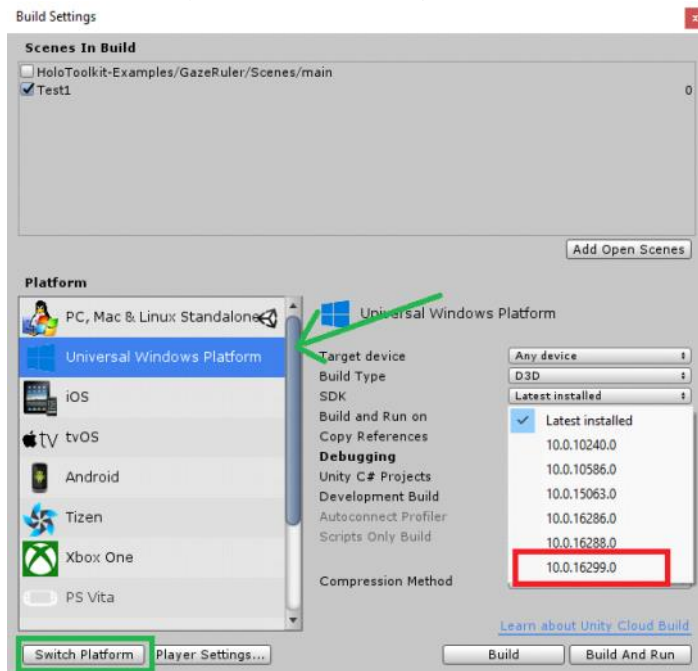 Build Settings
x
Scenes In Build
HoloToolkit-Examples/GazeRuler/Scenes/main
Test1 0
Add Open Scenes
Platform
PC, Mac & Linux Standalone
Universal Windows Platform
iOS
tv tvOS
Android
Tizen
Xbox One
PS Vita
Universal Windows Platform
Target device Any device
Build Type D3D
SDK Latest installed
Build and Run on
Copy References
Debugging
Unity C# Projects
Development Build
Autoconnect Profiler
Scripts Only Build
Compression Method
Latest installed
10.0.10240.0
10.0.10586.0
10.0.15063.0
10.0.16286.0
10.0.16288.0
10.0.16299.0
Learn about Unity Cloud Build
Switch Platform Player Settings... Build Build And Run